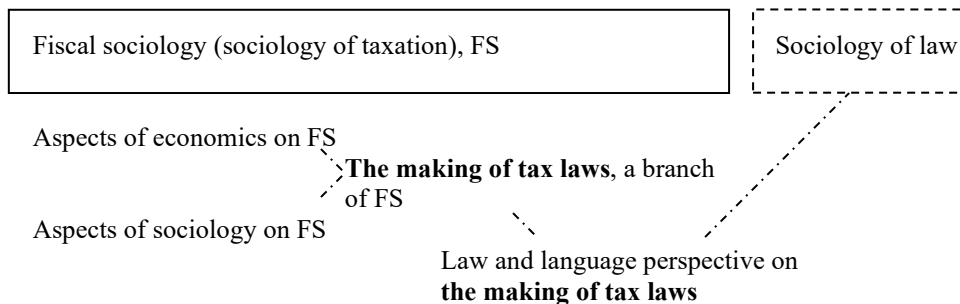 Fiscal sociology (sociology of taxation), FS
Sociology of law
Aspects of economics on FS
The making of tax laws, a branch
of FS
Aspects of sociology on FS
Law and language perspective on
the making of tax laws